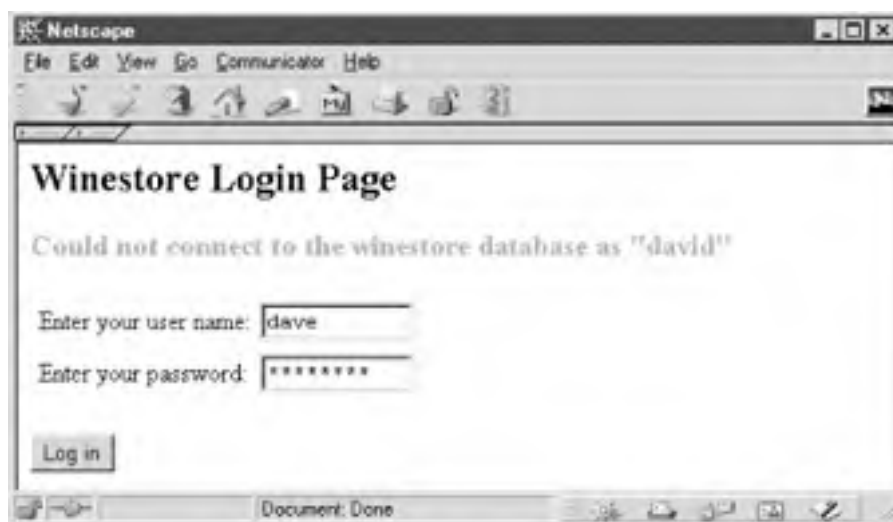 Netscape
File Edit View Go Communicator Help
Winestore Login Page
Could not connect to the winestore database as "david"
Enter your user name: dave
Enter your password: ********
Log in
Document: Done